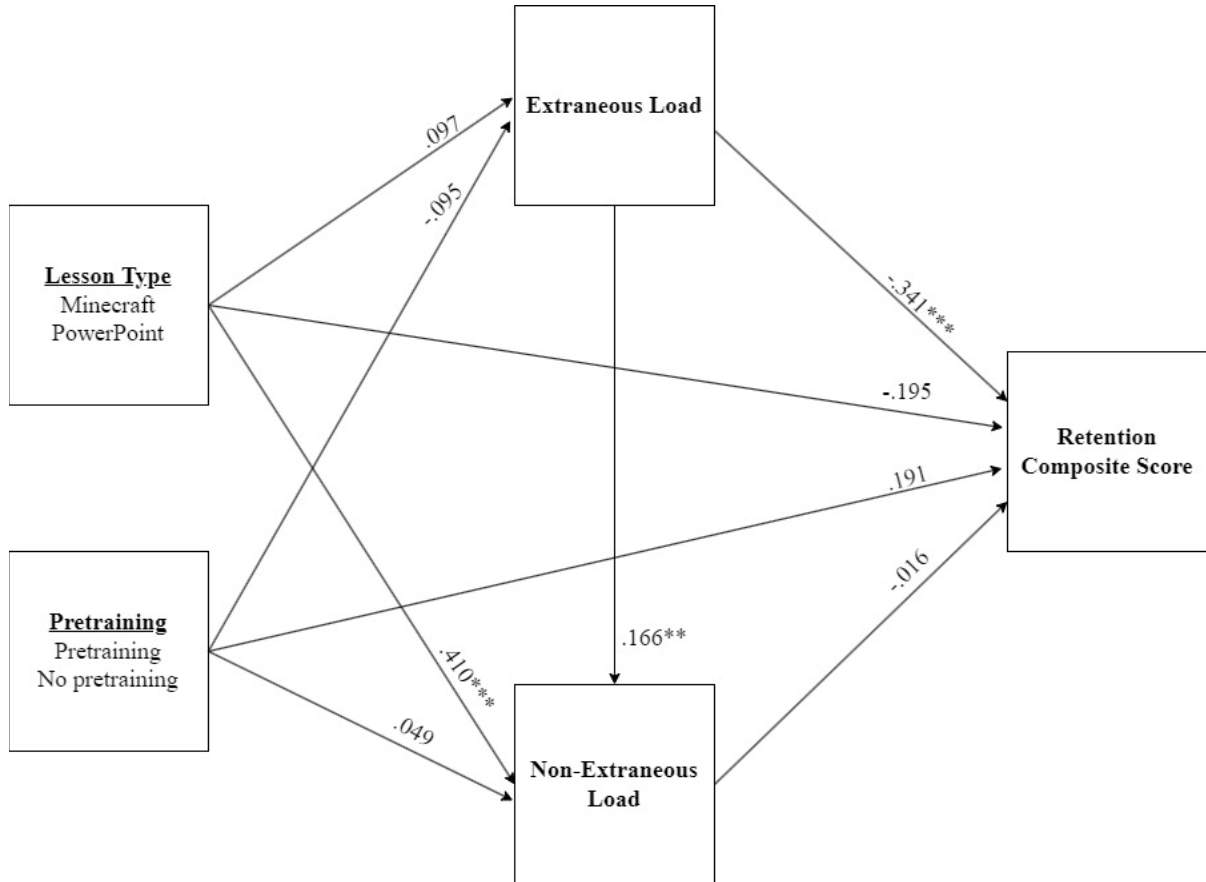 Extraneous Load
.097
-.095
Lesson Type
Minecraft
PowerPoint
-.341***
-.195
Retention
Composite Score
.191
-.016
Pretraining
Pretraining
No pretraining
.166**
.410***
.049
Non-Extraneous
Load